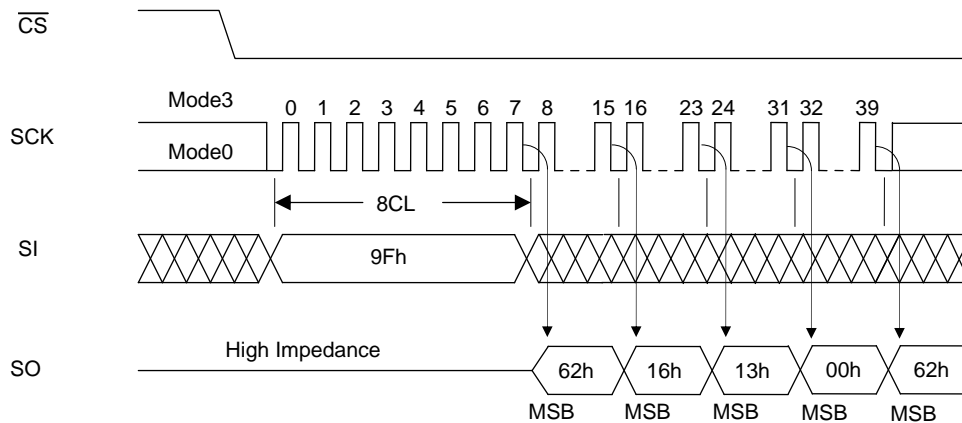 CS
Mode3
0 1 2 3 4 5 6 7 8 15 16 23 24 31 32 39
SCK
Mode0
8CL
SI
9Fh
High Impedance
SO
62h 16h 13h 00h 62h
MSB MSB MSB MSB MSB